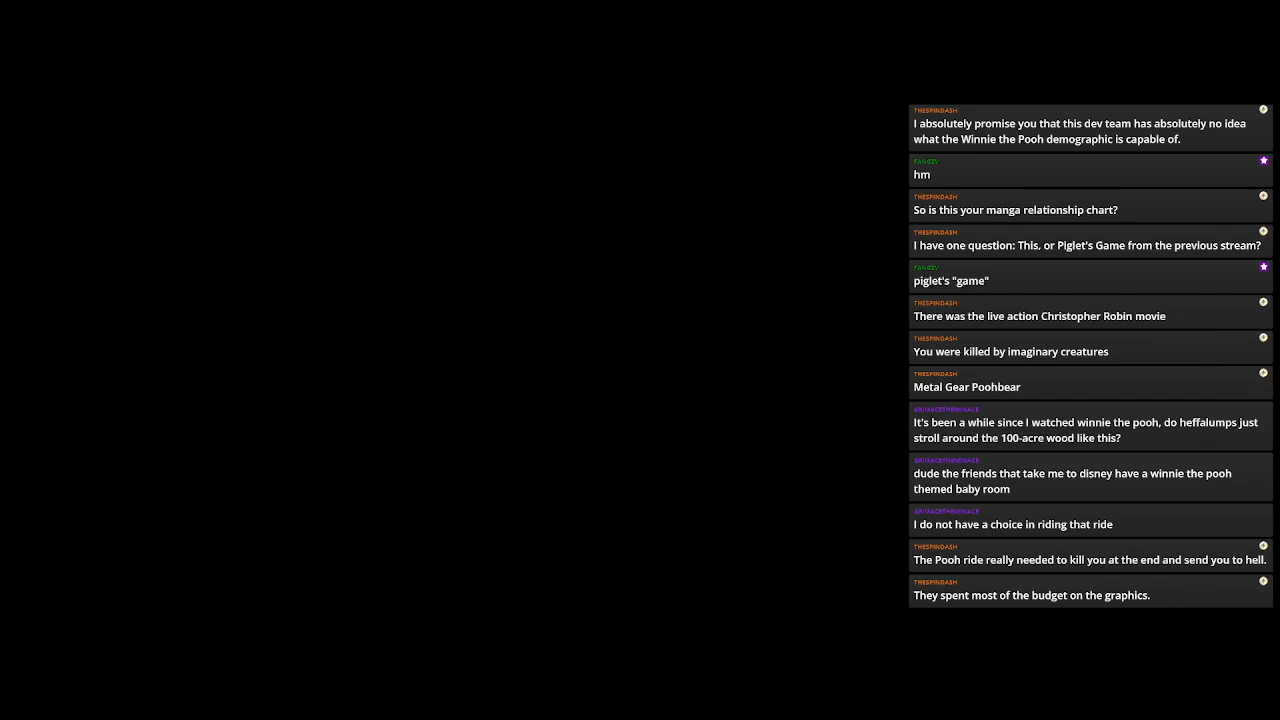 THESPINDASH
I absolutely promise you that this dev team has absolutely no idea
what the Winnie the Pooh demographic is capable of.
FANGZV
hm
THESPINDASH
So is this your manga relationship chart?
THESPINDASH
I have one question: This, or Piglet's Game from the previous stream?
FANGZV
piglet's "game"
THESPINDASH
There was the live action Christopher Robin movie
THESPINDASH
You were killed by imaginary creatures
THESPINDASH
Metal Gear Poohbear
GRIMACETHEMENACE
It's been a while since I watched winnie the pooh, do heffalumps just
stroll around the 100-acre wood like this?
GRIMACETHEMENACE
dude the friends that take me to disney have a winnie the pooh
themed baby room
GRIMACETHEMENACE
I do not have a choice in riding that ride
THESPINDASH
The Pooh ride really needed to kill you at the end and send you to hell.
THESPINDASH
They spent most of the budget on the graphics.